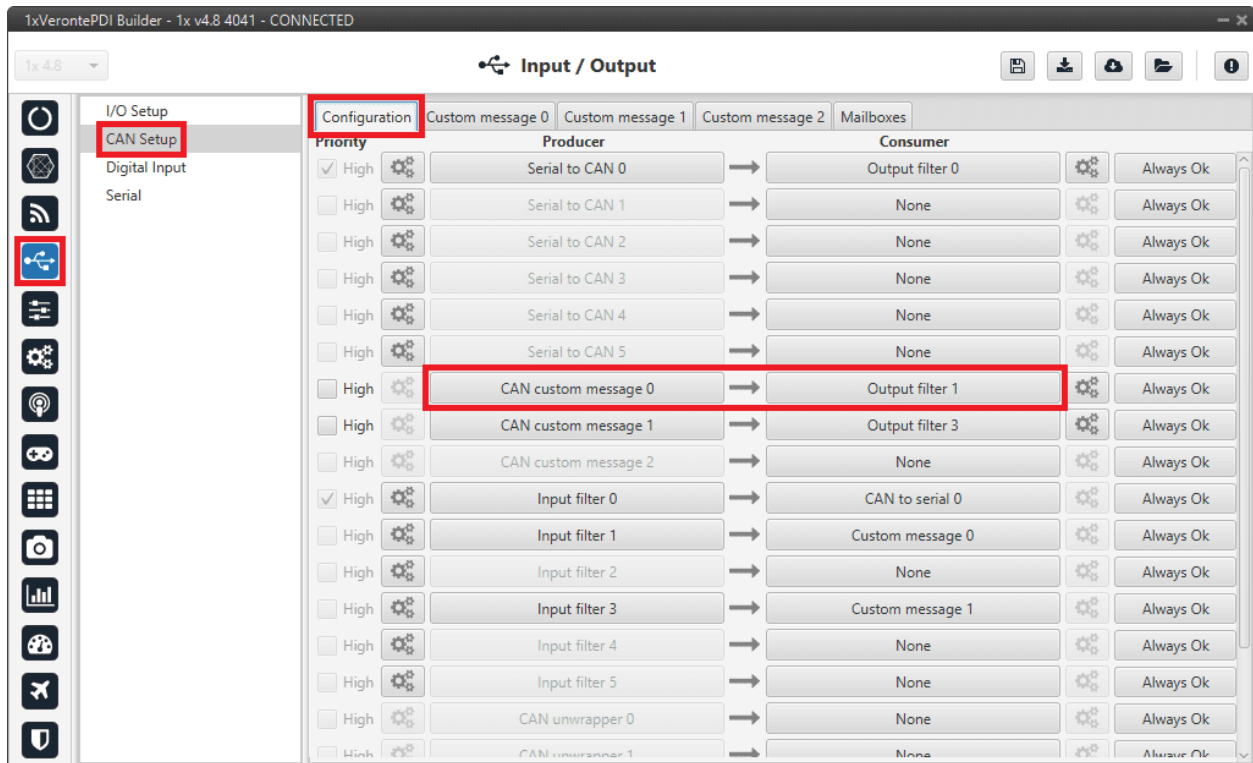 1xVerontePDI Builder - 1x v4.8 4041 - CONNECTED
1x 4.8
Input / Output
I/O Setup
CAN Setup
Digital Input
Serial
Configuration Custom message 0 Custom message 1 Custom message 2 Mailboxes
Priority Producer Consumer
High Serial to CAN 0 Output filter 0 Always Ok
High Serial to CAN 1 None Always Ok
High Serial to CAN 2 None Always Ok
High Serial to CAN 3 None Always Ok
High Serial to CAN 4 None Always Ok
High Serial to CAN 5 None Always Ok
High CAN custom message 0 Output filter 1 Always Ok
High CAN custom message 1 Output filter 3 Always Ok
High CAN custom message 2 None Always Ok
High Input filter 0 CAN to serial 0 Always Ok
High Input filter 1 Custom message 0 Always Ok
High Input filter 2 None Always Ok
High Input filter 3 Custom message 1 Always Ok
High Input filter 4 None Always Ok
High Input filter 5 None Always Ok
High CAN unwrapper 0 None Always Ok
High CAN unwrapper 1 None Always Ok